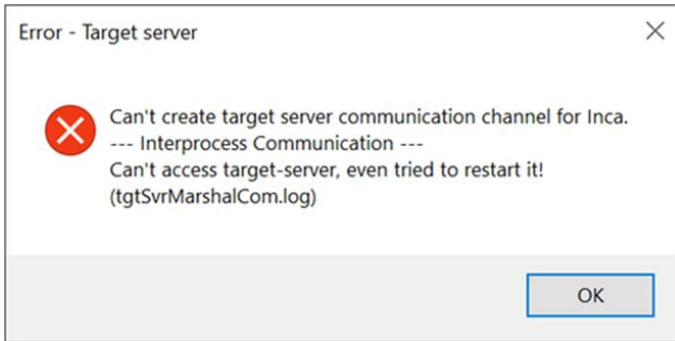 Error - Target server
Can't create target server communication channel for Inca.
--- Interprocess Communication ---
Can't access target-server, even tried to restart it!
(tgtSvrMarshalCom.log)
OK